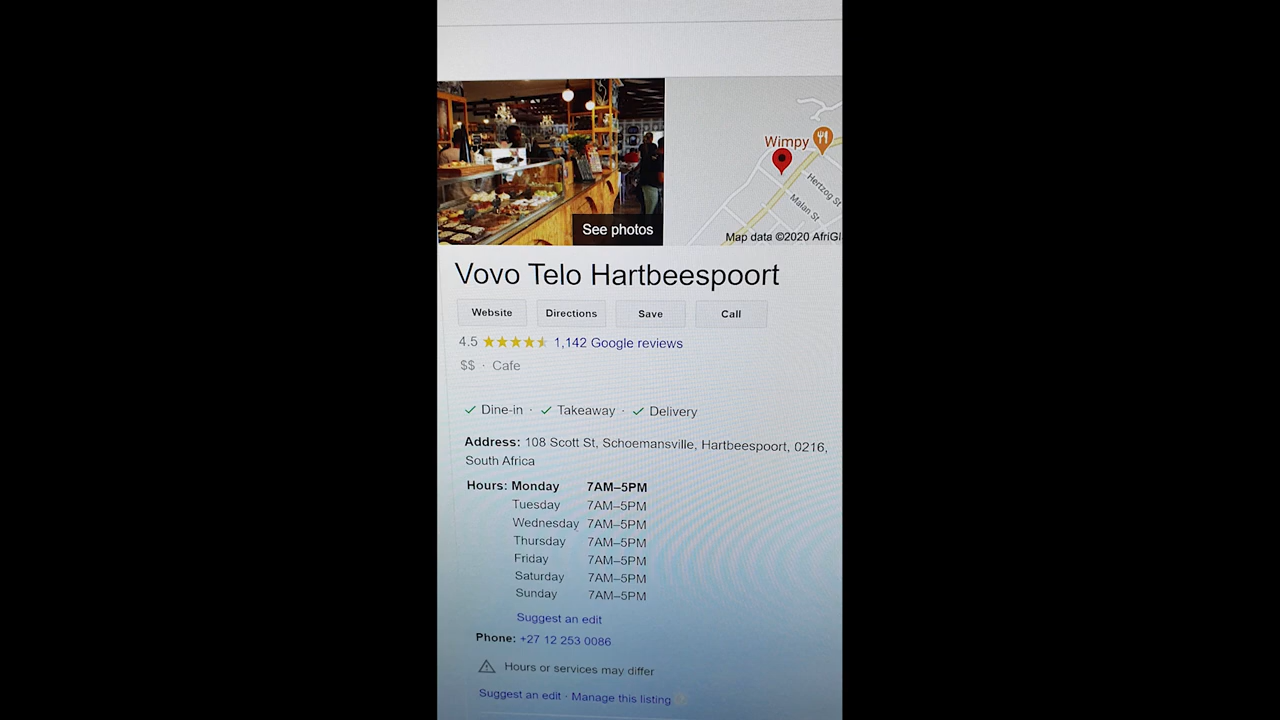 Wimpy
Hertzog St
Malan St
See photos
Map data ©2020 AfriGI
Vovo Telo Hartbeespoort
Website Directions Save Call
4.5 1,142 Google reviews
$$ · Cafe
Dine-in · Takeaway · Delivery
Address: 108 Scott St, Schoemansville, Hartbeespoort, 0216,
South Africa
Hours: Monday 7AM–5PM
Tuesday 7AM–5PM
Wednesday 7AM–5PM
Thursday 7AM–5PM
Friday 7AM–5PM
Saturday 7AM–5PM
Sunday 7AM–5PM
Suggest an edit
Phone: +27 12 253 0086
Hours or services may differ
Suggest an edit · Manage this listing